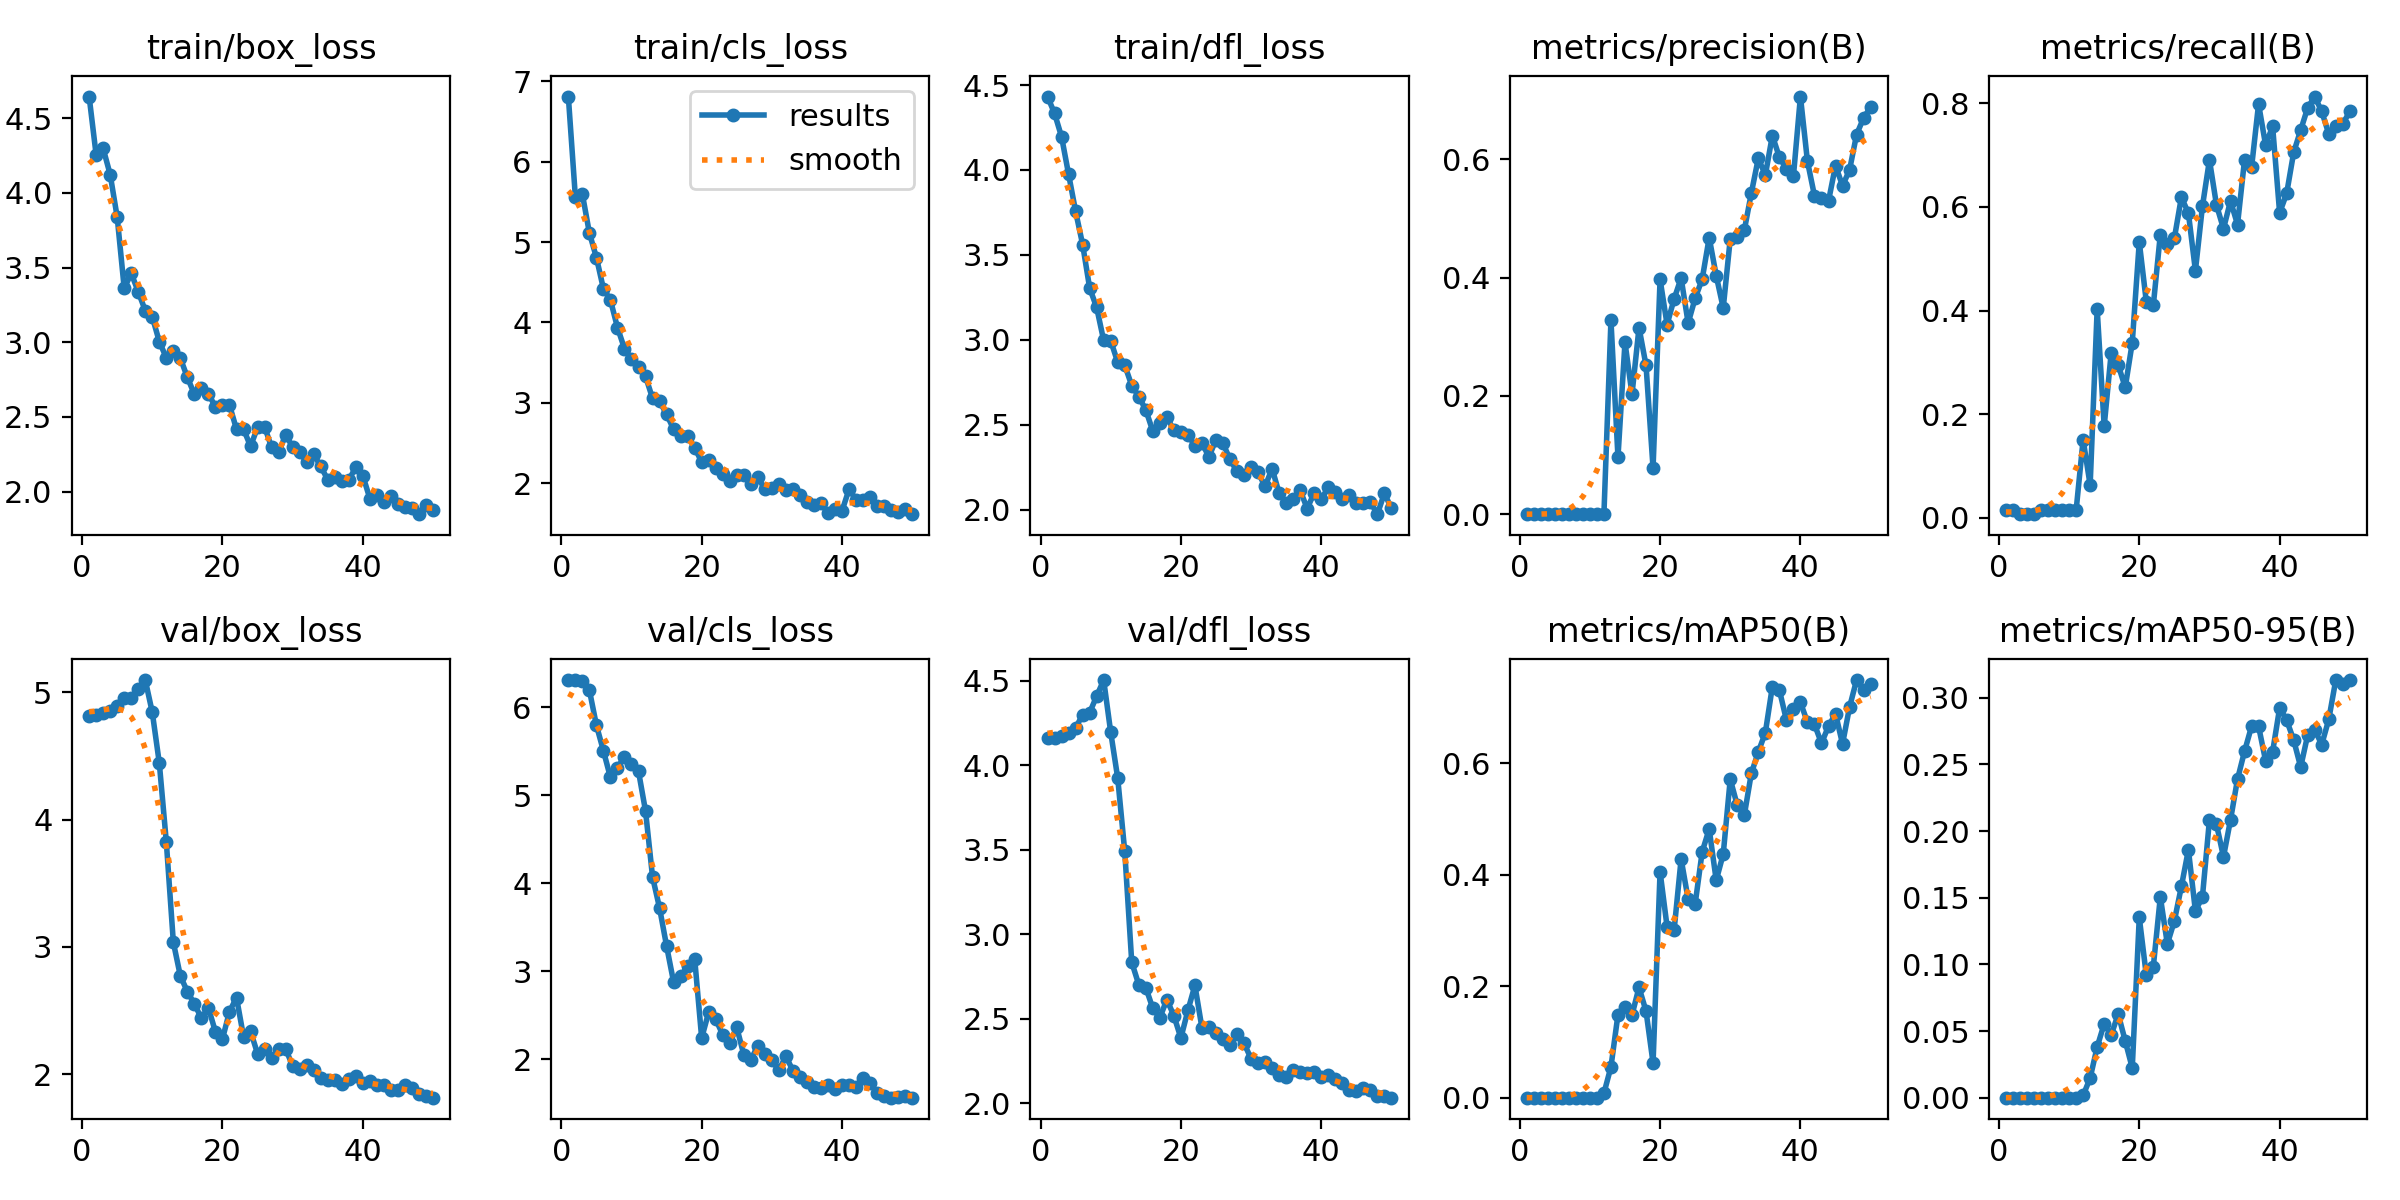 train/box_loss
4.5
4.0
3.5
3.0
2.5
2.0
0 20 40
train/cls_loss
results
smooth
7
6
5
4
3
2
0 20 40
train/dfl_loss
4.5
4.0
3.5
3.0
2.5
2.0
0 20 40
metrics/precision(B)
0.6
0.4
0.2
0.0
0 20 40
metrics/recall(B)
0.8
0.6
0.4
0.2
0.0
0 20 40
val/box_loss
5
4
3
2
0 20 40
val/cls_loss
6
5
4
3
2
0 20 40
val/dfl_loss
4.5
4.0
3.5
3.0
2.5
2.0
0 20 40
metrics/mAP50(B)
0.6
0.4
0.2
0.0
0 20 40
metrics/mAP50-95(B)
0.30
0.25
0.20
0.15
0.10
0.05
0.00
0 20 40